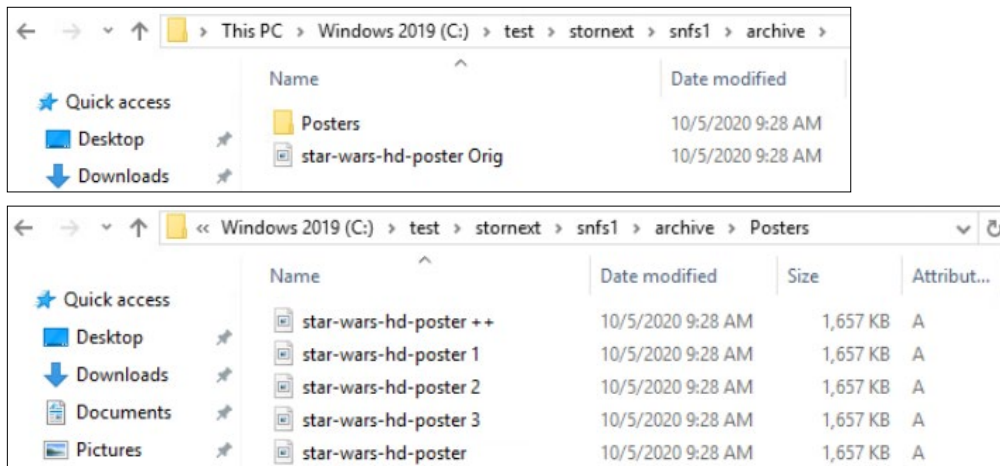 This PC > Windows 2019 (C:) > test > stornext > snfs1 > archive >
Name Date modified
Quick access
Desktop
Posters 10/5/2020 9:28 AM
star-wars-hd-poster Orig 10/5/2020 9:28 AM
Downloads
« Windows 2019 (C:) > test > stornext > snfs1 > archive > Posters
Name Date modified Size Attribut...
Quick access
star-wars-hd-poster ++ 10/5/2020 9:28 AM 1,657 KB A
Desktop
star-wars-hd-poster 1 10/5/2020 9:28 AM 1,657 KB A
Downloads
star-wars-hd-poster 2 10/5/2020 9:28 AM 1,657 KB A
Documents
star-wars-hd-poster 3 10/5/2020 9:28 AM 1,657 KB A
Pictures
star-wars-hd-poster 10/5/2020 9:28 AM 1,657 KB A